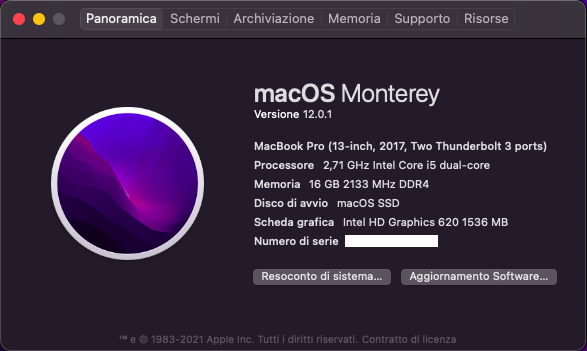 Panoramica Schermi Archiviazione Memoria Supporto Risorse
macOS Monterey
Versione 12.0.1
MacBook Pro (13-inch, 2017, Two Thunderbolt 3 ports)
Processore 2,71 GHz Intel Core i5 dual-core
Memoria 16 GB 2133 MHz DDR4
Disco di avvio macOS SSD
Scheda grafica Intel HD Graphics 620 1536 MB
Numero di serie
Resoconto di sistema... Aggiornamento Software...
™ e © 1983-2021 Apple Inc. Tutti i diritti riservati. Contratto di licenza